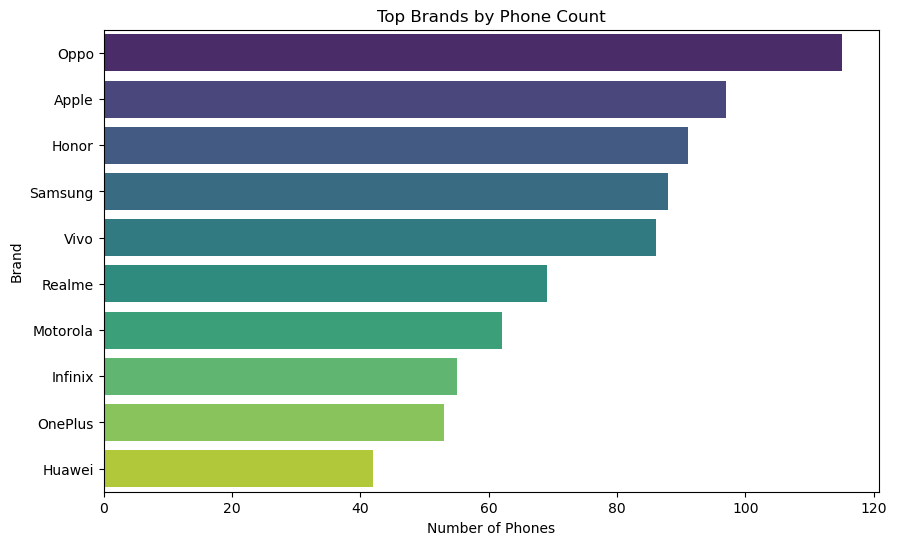 Top Brands by Phone Count
Oppo
Apple
Honor
Samsung
Vivo
Realme
Motorola
Infinix
OnePlus
Huawei
Brand
0 20 40 60 80 100 120
Number of Phones